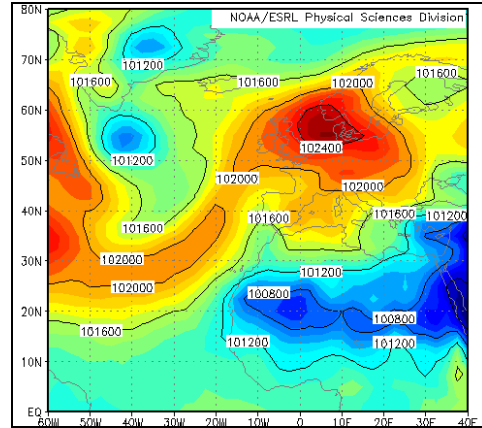 80N NOAA/ESRL Physical Sciences Division
101200
101600 101600 101600
70N
102000
60N
101200 102400
50N
102000 102000
40N
101600 101600 101600 101200
30N
102000
102000 101200
20N
100800 100800
101600
101200 101200
10N
EQ
60W 50W 40W 30W 20W 10W 0 10E 20E 30E 40E